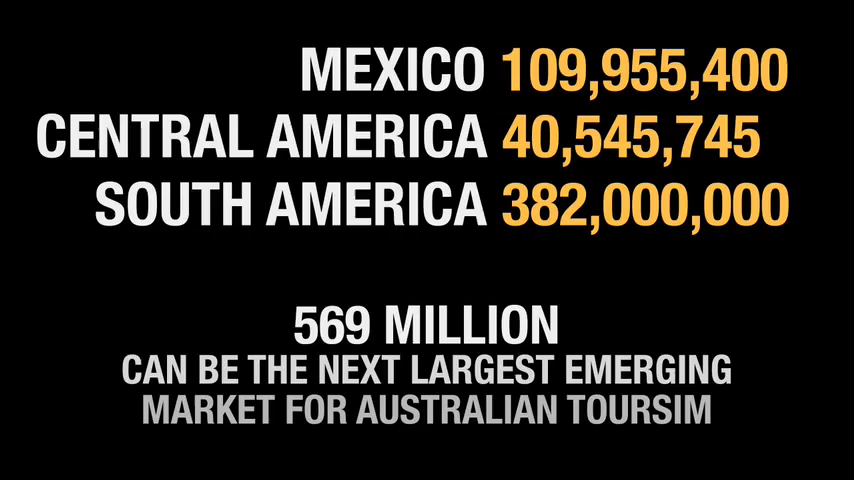 MEXICO 109,955,400
CENTRAL AMERICA 40,545,745
SOUTH AMERICA 382,000,000
569 MILLION
CAN BE THE NEXT LARGEST EMERGING
MARKET FOR AUSTRALIAN TOURSIM